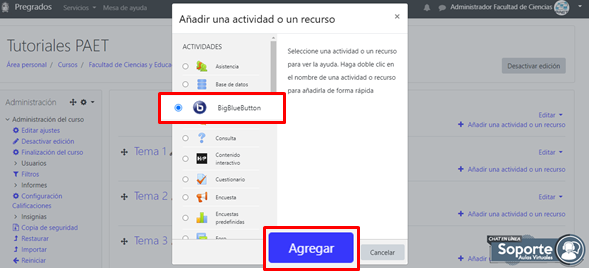 Pregrados
Servicios
Mesa de ayuda
Administrador Facultad de Ciencias
Tutoriales PAET
Área personal / Cursos / Facultad de Ciencias y Educa
Desactivar edición
Administración
Administración del curso
Editar ajustes
Desactivar edición
Finalización del curso
Usuarios
Filtros
Informes
Configuración
Calificaciones
Insignias
Copia de seguridad
Restaurar
Importar
Reiniciar
Tema 1
Tema 2
Tema 3
Añadir una actividad o un recurso
×
ACTIVIDADES
Asistencia
Base de datos
BigBlueButton
Consulta
H-P
Contenido
interactivo
Cuestionario
Encuesta
Encuestas
predefinidas
Foro
Seleccione una actividad o un recurso
para ver la ayuda. Haga doble clic en
el nombre de una actividad o recurso
para añadirla de forma rápida
Agregar
Cancelar
Editar
Añadir una actividad o un recurso
Editar
Añadir una actividad o un recurso
Editar
Añadir una actividad o un recurso
Editar
CHAT EN LÍNEA
Soporte
Aulas Virtuales